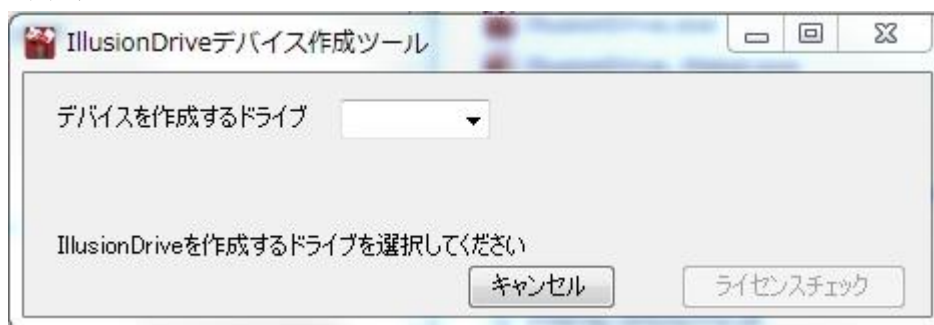 IllusionDriveデバイス作成ツール
デバイスを作成するドライブ
IllusionDriveを作成するドライブを選択してください
キャンセル
ライセンスチェック